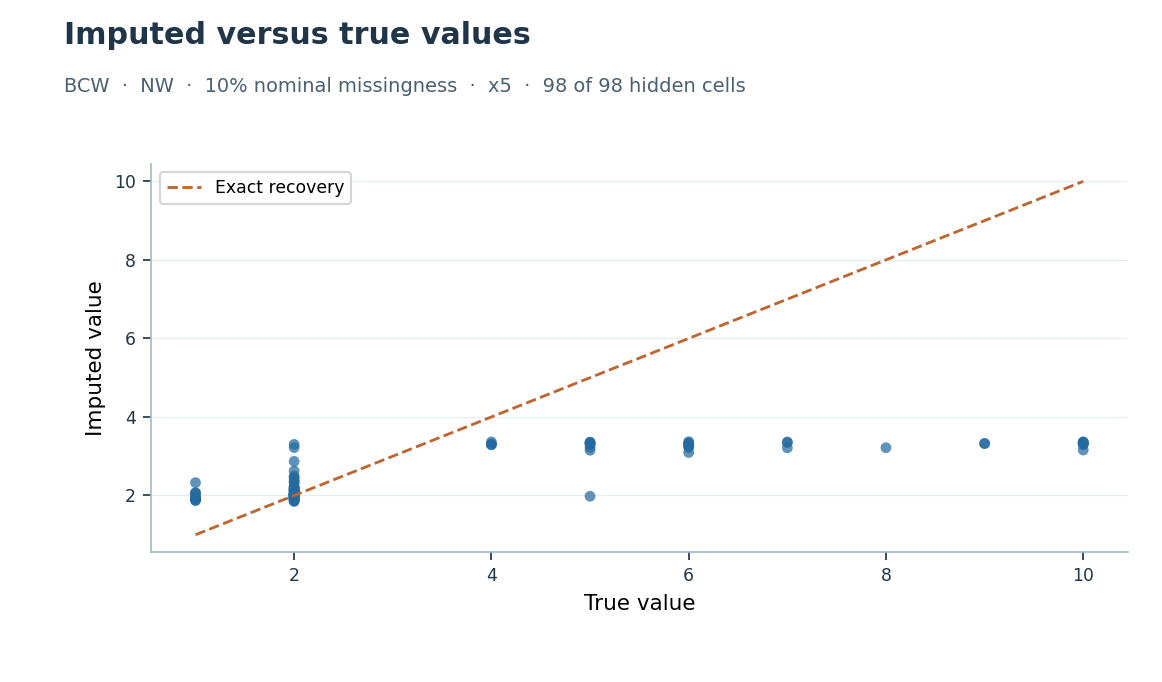 Imputed versus true values
BCW · NW · 10% nominal missingness · x5 · 98 of 98 hidden cells
Exact recovery
10
8
6
4
2
Imputed value
2 4 6 8 10
True value